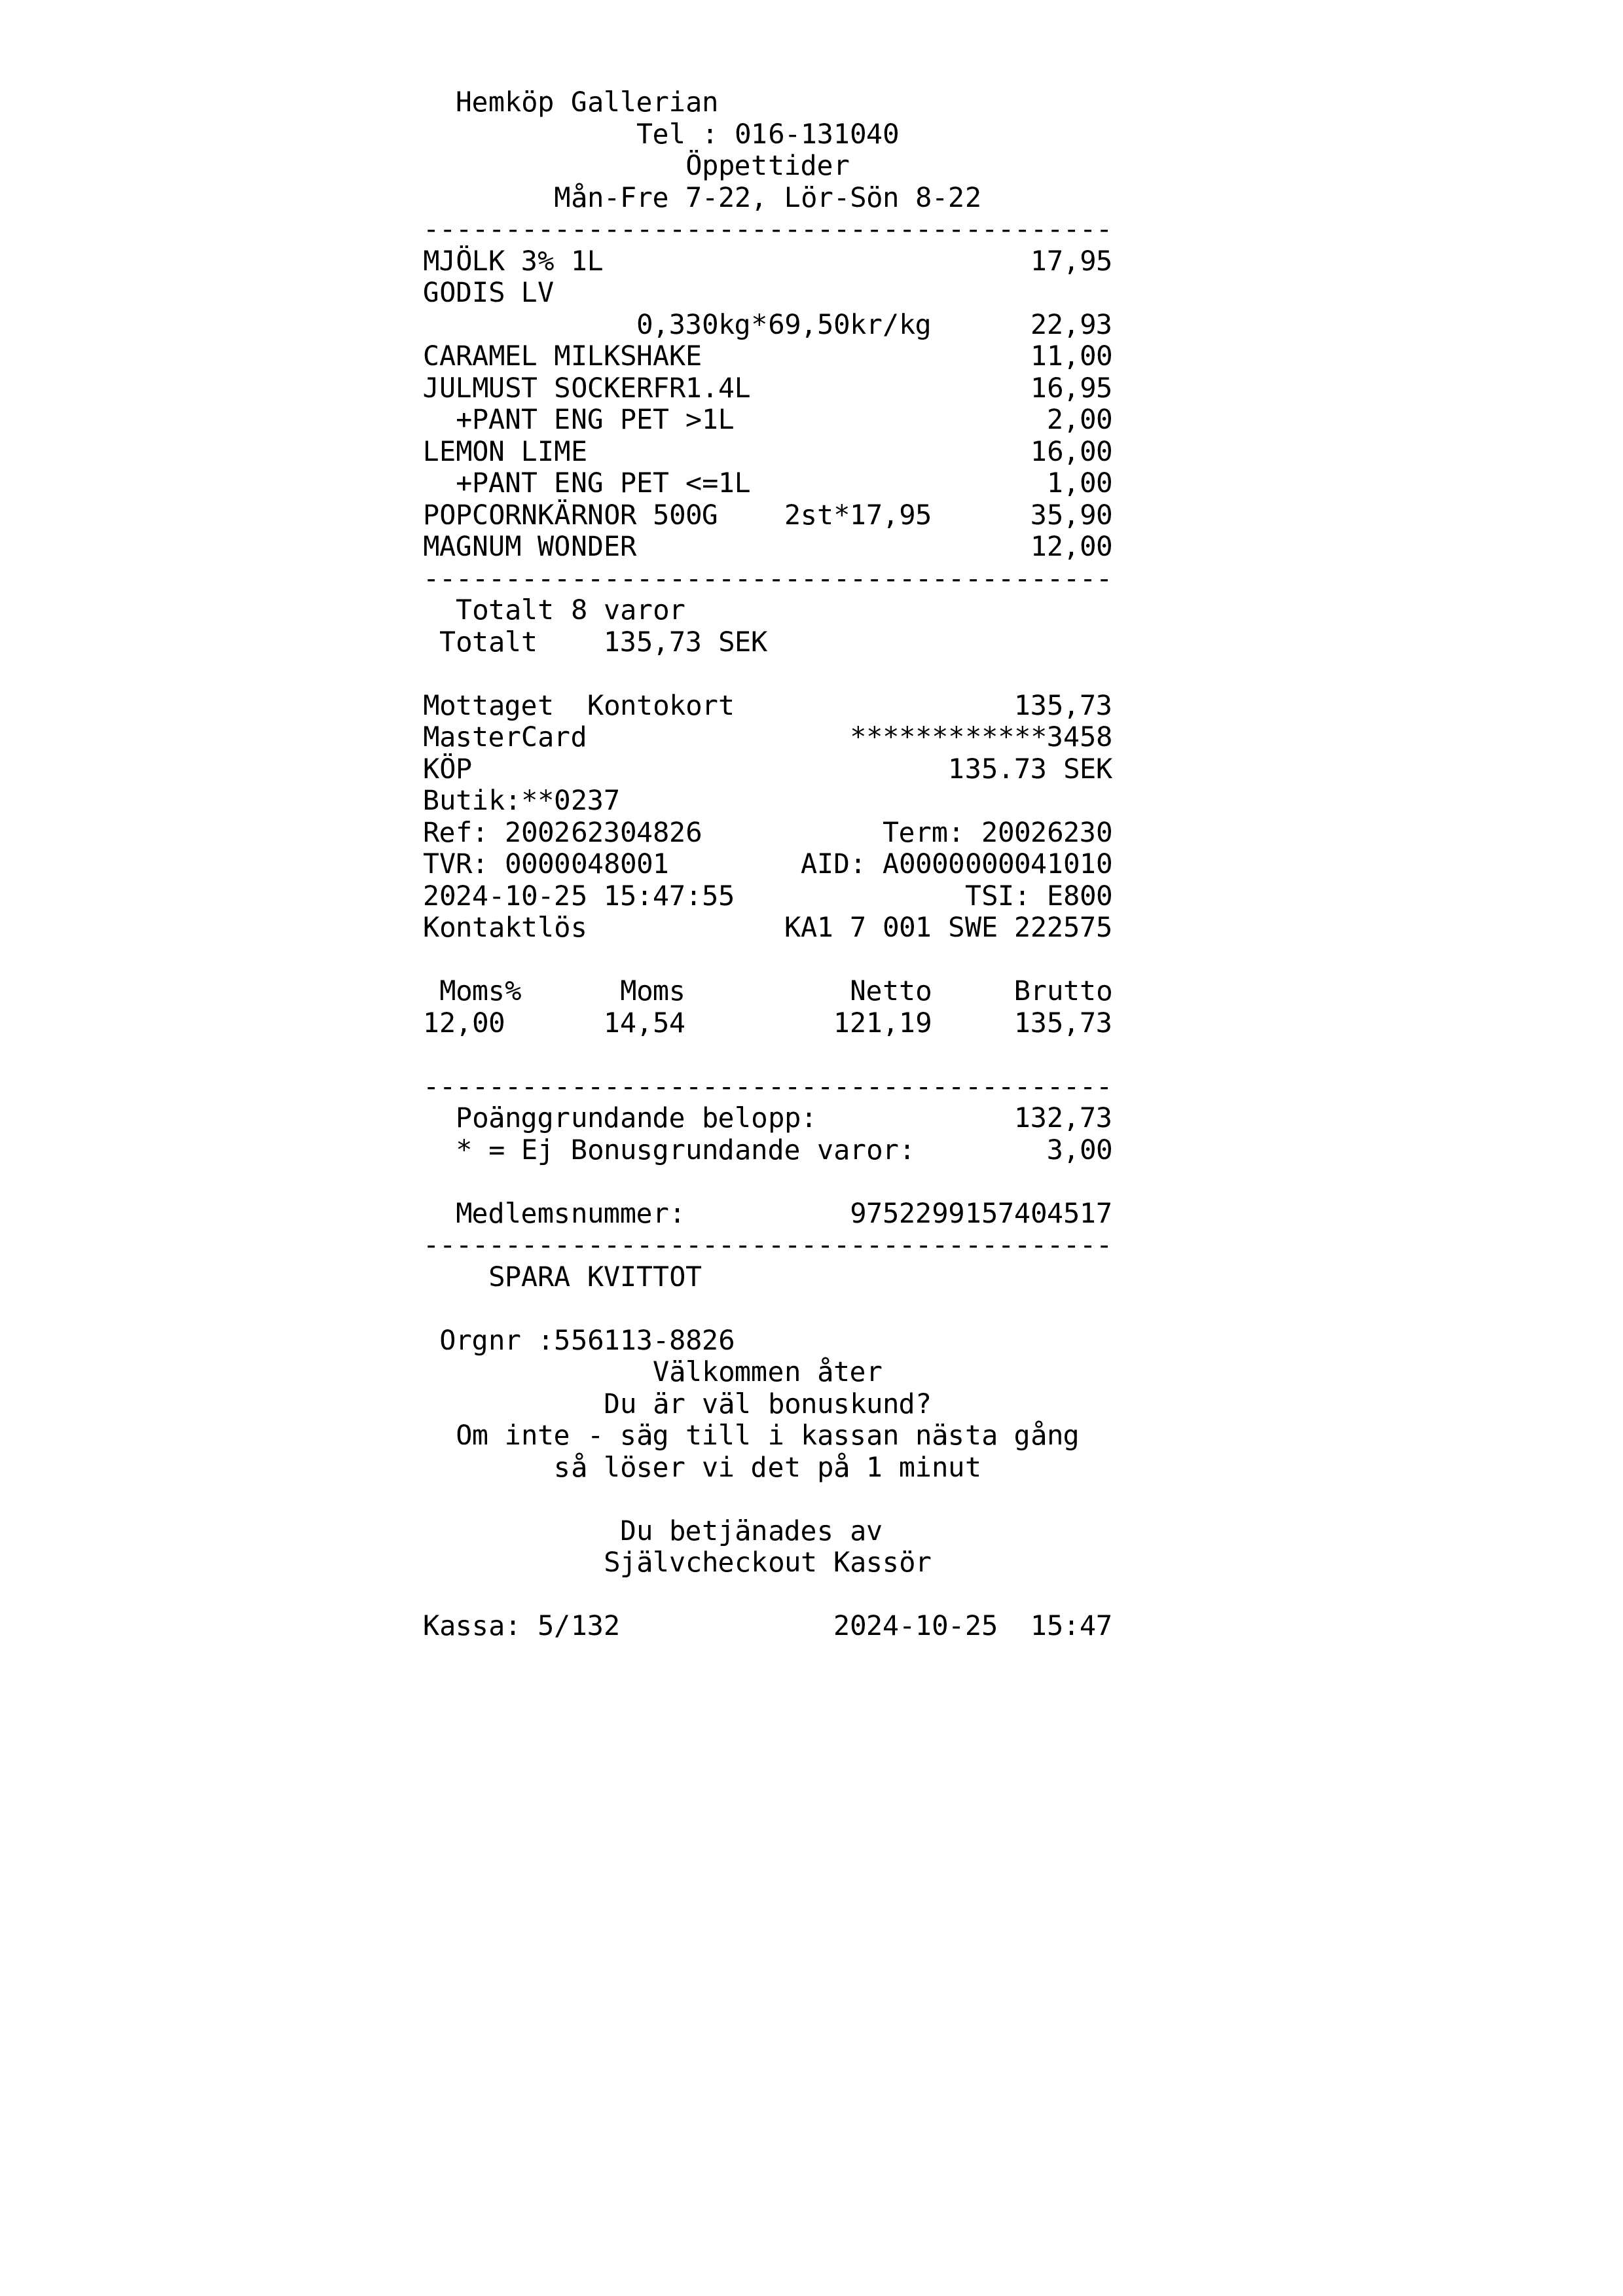 Hemköp Gallerian
Tel : 016-131040
Öppettider
Mån-Fre 7-22, Lör-Sön 8-22
------------------------------------------
MJÖLK 3% 1L 17,95
GODIS LV
0,330kg*69,50kr/kg 22,93
CARAMEL MILKSHAKE 11,00
JULMUST SOCKERFR1.4L 16,95
+PANT ENG PET >1L 2,00
LEMON LIME 16,00
+PANT ENG PET <=1L 1,00
POPCORNKÄRNOR 500G 2st*17,95 35,90
MAGNUM WONDER 12,00
------------------------------------------
Totalt 8 varor
Totalt 135,73 SEK
Mottaget Kontokort 135,73
MasterCard ************3458
KÖP 135.73 SEK
Butik:**0237
Ref: 200262304826 Term: 20026230
TVR: 0000048001 AID: A0000000041010
2024-10-25 15:47:55 TSI: E800
Kontaktlös KA1 7 001 SWE 222575
Moms% Moms Netto Brutto
12,00 14,54 121,19 135,73
------------------------------------------
Poänggrundande belopp: 132,73
* = Ej Bonusgrundande varor: 3,00
Medlemsnummer: 9752299157404517
------------------------------------------
SPARA KVITTOT
Orgnr :556113-8826
Välkommen åter
Du är väl bonuskund?
Om inte - säg till i kassan nästa gång
så löser vi det på 1 minut
Du betjänades av
Självcheckout Kassör
Kassa: 5/132 2024-10-25 15:47